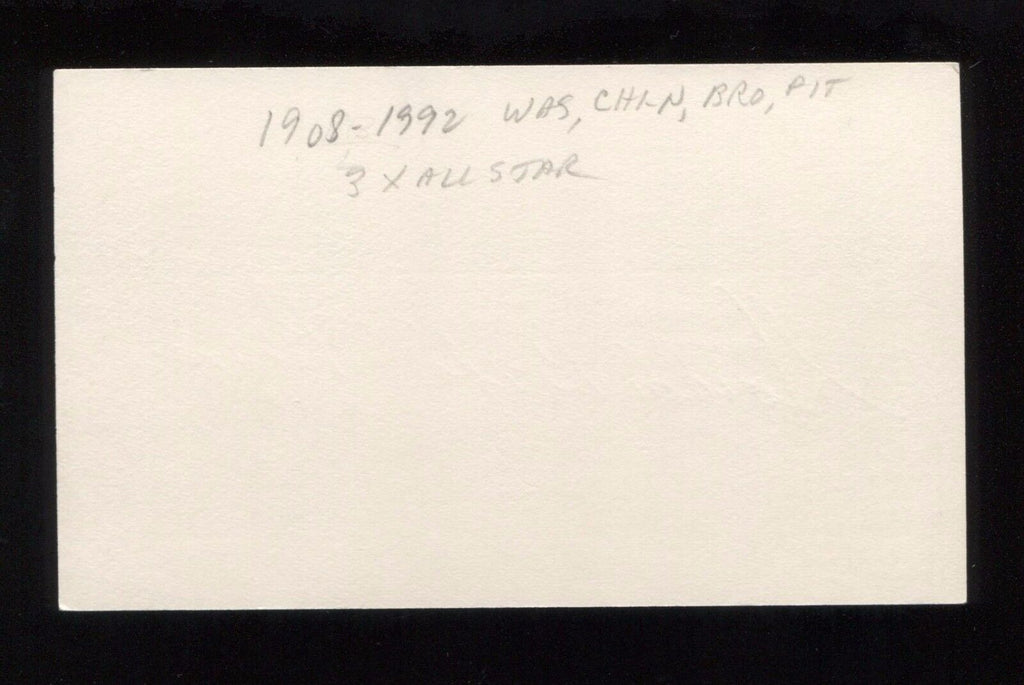 1908-1992 WAS, CHI-N, BRO, PIT
3 X ALL STAR